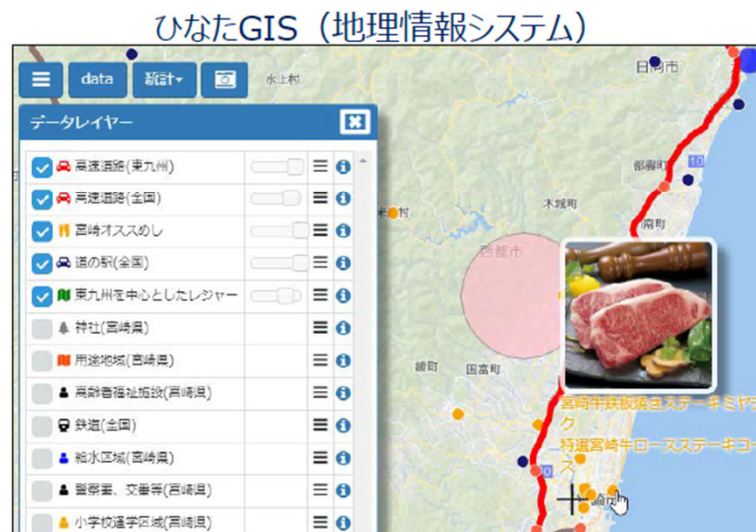 ひなたGIS（地理情報システム）
data
統計
水上村
日向市
データレイヤー
高速道路(東九州)
高速道路(全国)
宮崎オススめし
道の駅(全国)
東九州を中心としたレジャー
神社(宮崎県)
用途地域(宮崎県)
高齢者福祉施設(宮崎県)
鉄道(全国)
給水区域(宮崎県)
警察署、交番等(宮崎県)
小学校通学区域(宮崎県)
都農町
10
木城町
南町
西都市
綾町
国富町
宮崎牛鉄板焼きステーキミヤチ
ク
特選宮崎牛ロースステーキコー
ス
10